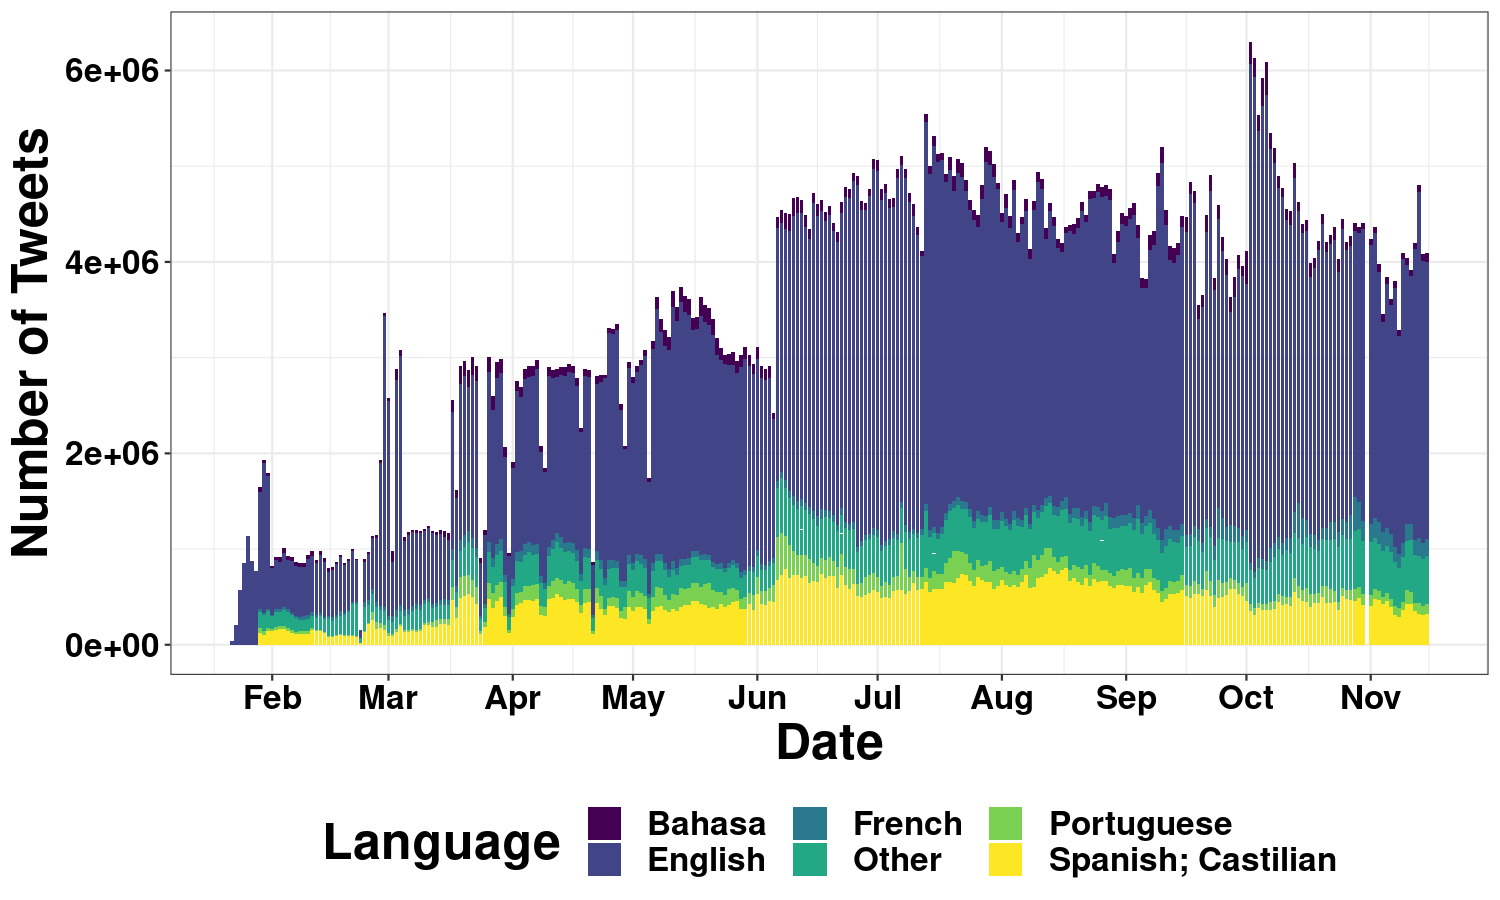 Number of Tweets
6e+06
4e+06
2e+06
0e+00
Feb Mar Apr May Jun Jul Aug Sep Oct Nov
Date
Language
Bahasa French Portuguese
English Other Spanish; Castilian